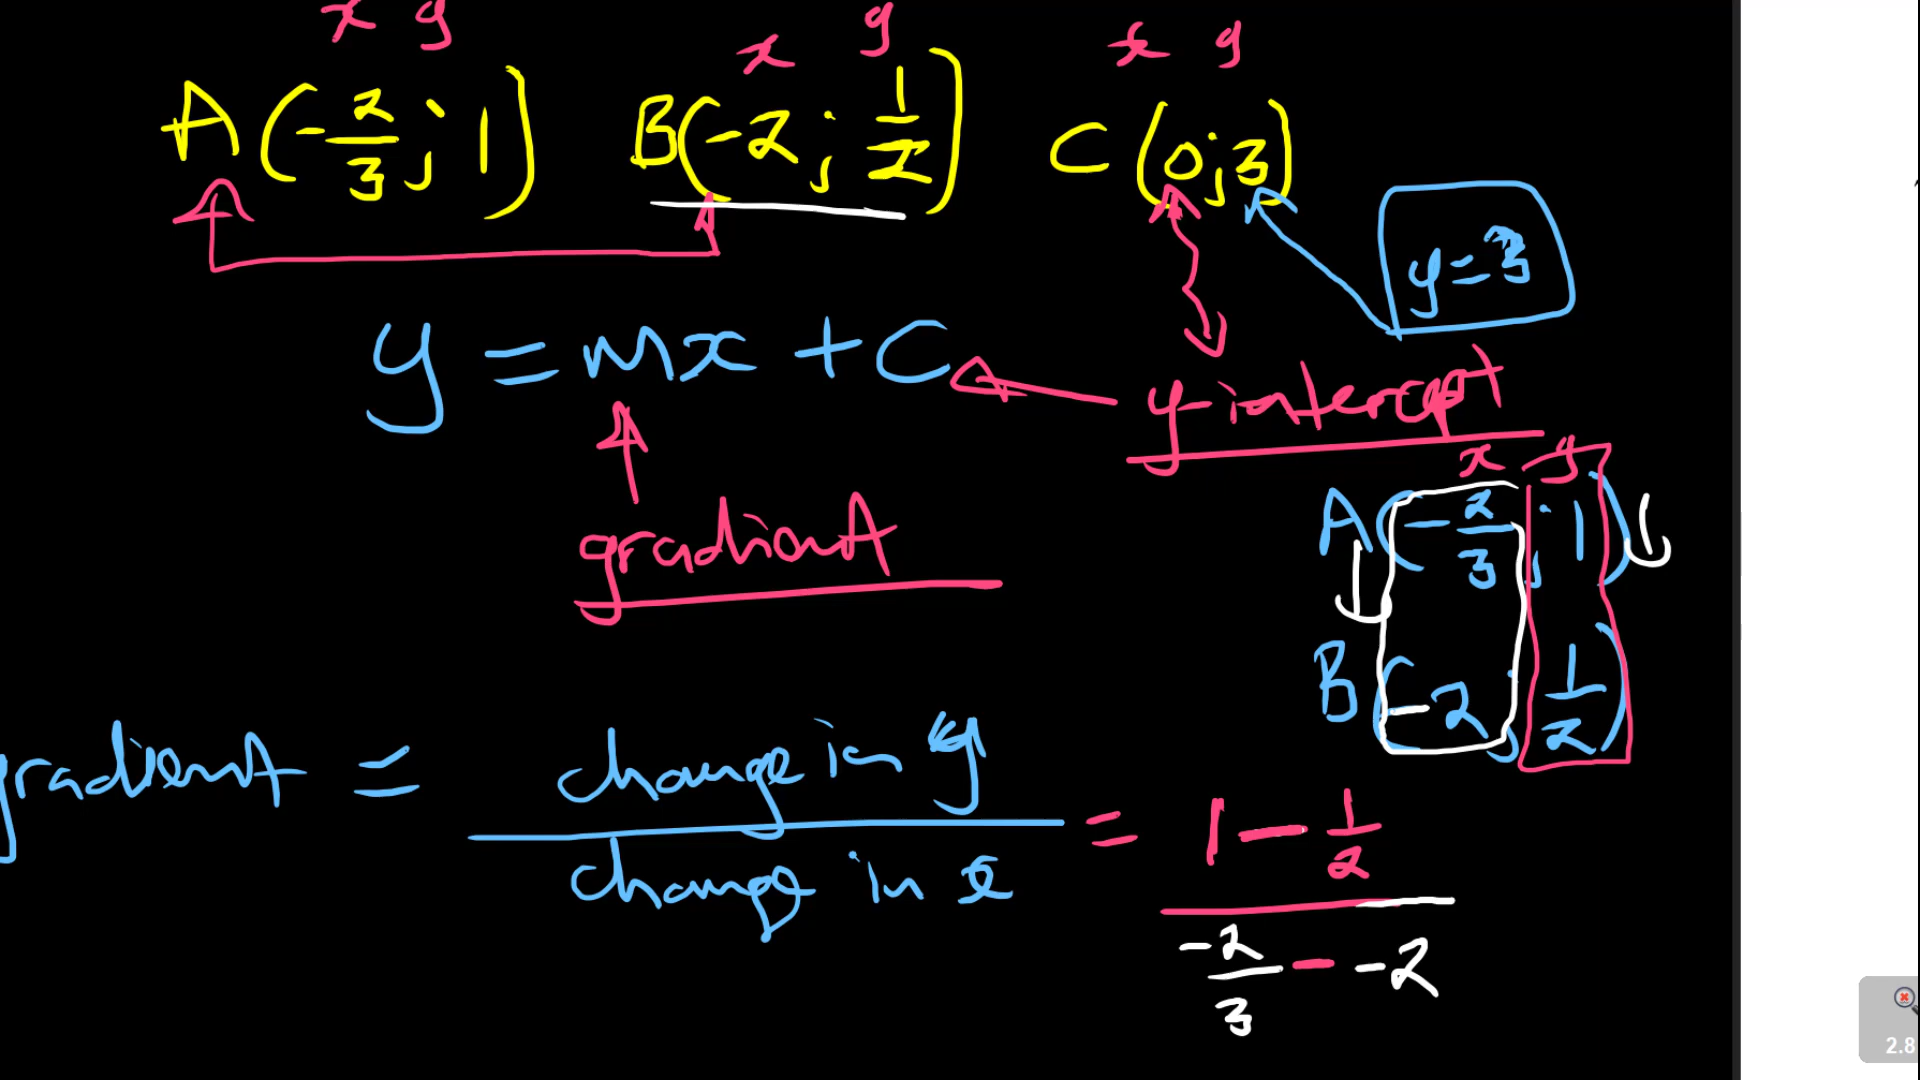 x y x y x y
A(-2/3; 1) B(-2; 1/2) C(0;3)
y=3
y = mx + c
y-intercept
gradient
x y
A(-2/3; 1)
B(-2; 1/2)
gradient = change in y / change in x = (1 - 1/2) / (-2/3 - -2)
2.8